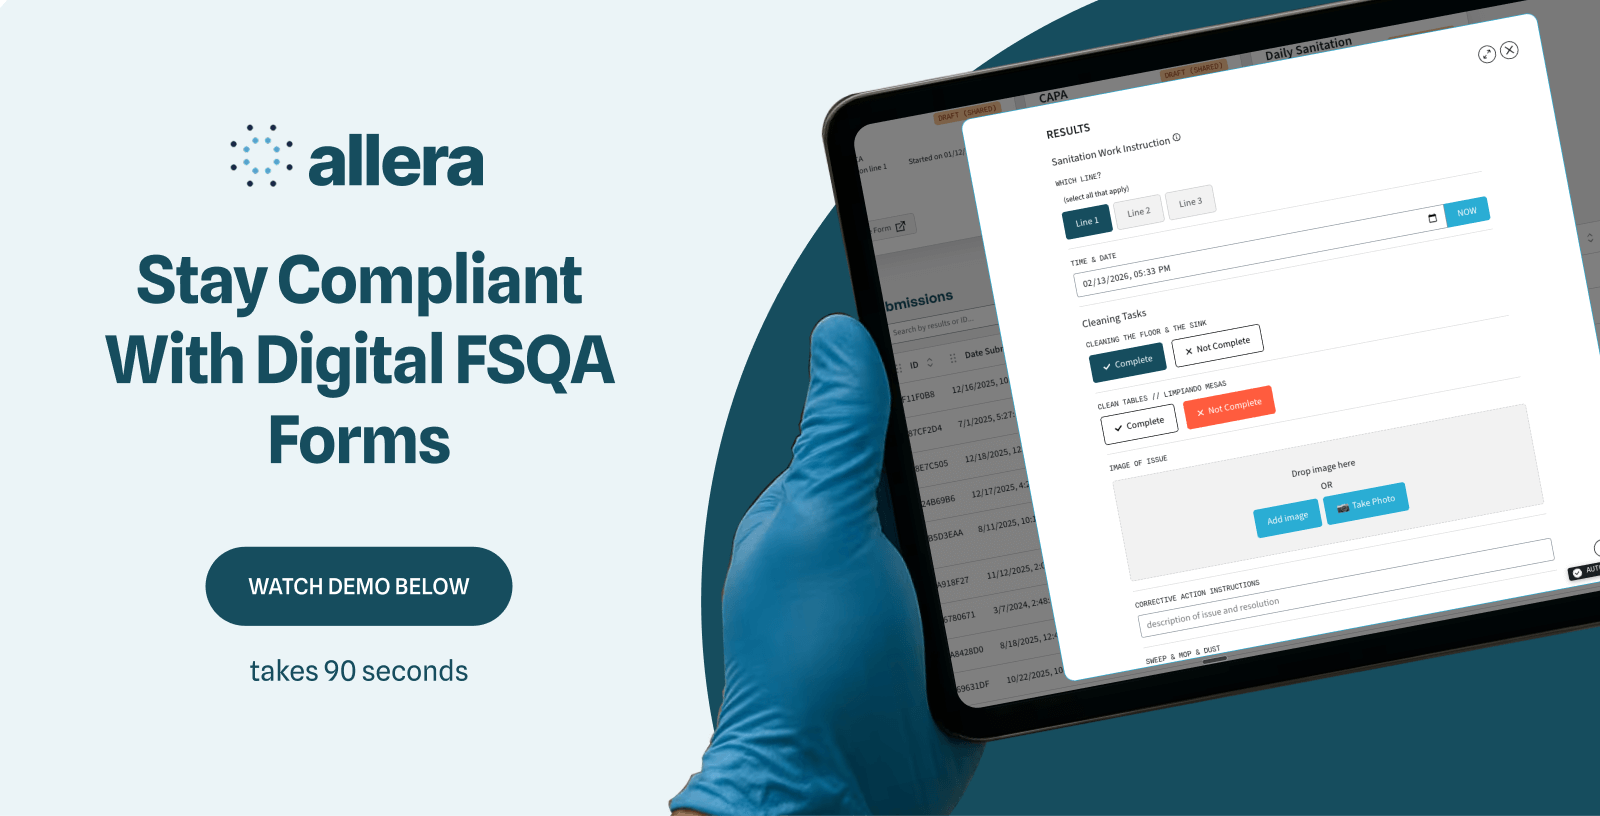 allera
Stay Compliant
With Digital FSQA
Forms
WATCH DEMO BELOW
takes 90 seconds
Daily Sanitation
DRAFT (SHARED)
CAPA
DRAFT (SHARED)
on line 1
Started on 01/12/
Form
bmissions
Search by results or ID...
ID
Date Subm
F11F0B8
12/16/2025, 10
87CF2D4
7/1/2025, 5:27:
8E7C505
12/18/2025, 12
24B69B6
12/17/2025, 4:2
B5D3EAA
8/11/2025, 10:1
A918F27
11/12/2025, 2:0
6780671
3/7/2024, 2:48:
A8428D0
8/18/2025, 12:4
69631DF
10/22/2025, 10
RESULTS
Sanitation Work Instruction
WHICH LINE?
(select all that apply)
Line 1
Line 2
Line 3
TIME & DATE
02/13/2026, 05:33 PM
NOW
Cleaning Tasks
CLEANING THE FLOOR & THE SINK
Complete
Not Complete
CLEAN TABLES // LIMPIANDO MESAS
Complete
Not Complete
IMAGE OF ISSUE
Drop image here
OR
Add image
Take Photo
CORRECTIVE ACTION INSTRUCTIONS
description of issue and resolution
SWEEP & MOP & DUST